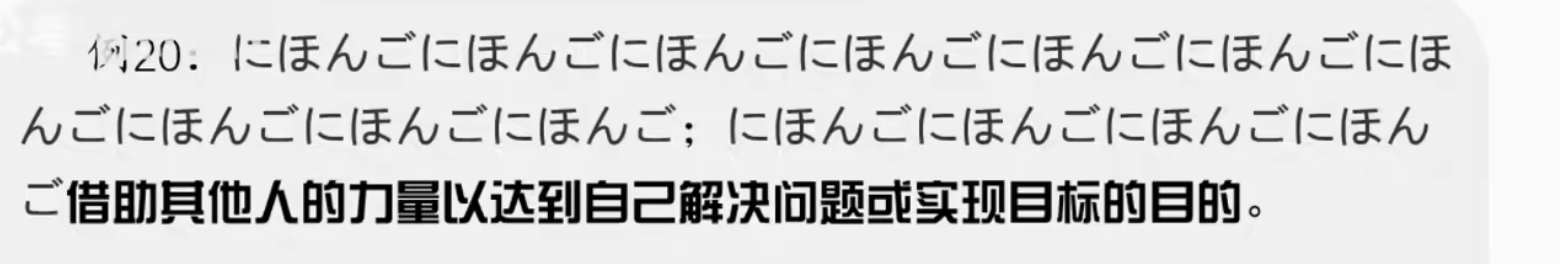 例20：にほんごにほんごにほんごにほんごにほんごにほんごにほ
んごにほんごにほんごにほんご；にほんごにほんごにほんごにほん
ご借助其他人的力量以达到自己解决问题或实现目标的目的。